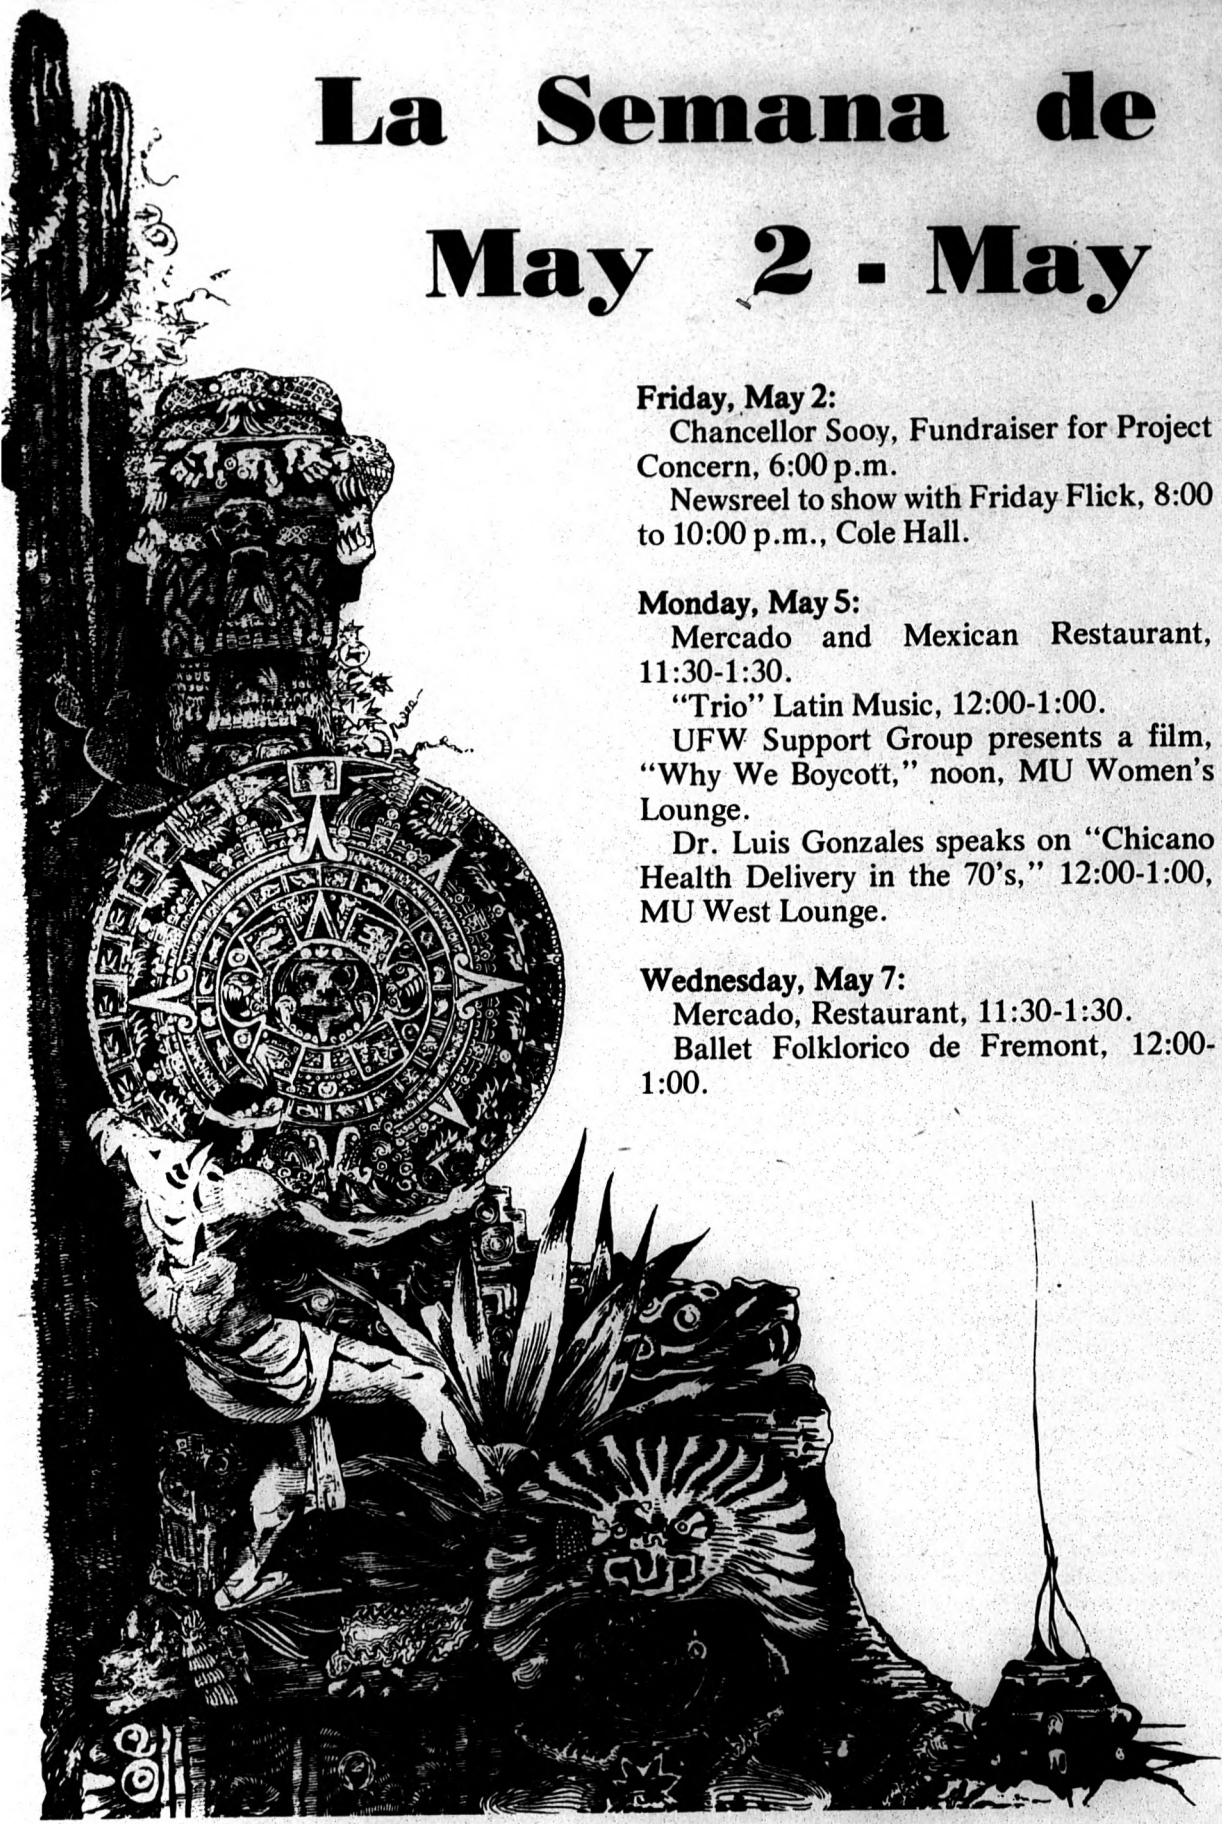 La Semana de
May 2 - May
Friday, May 2:
Chancellor Sooy, Fundraiser for Project
Concern, 6:00 p.m.
Newsreel to show with Friday Flick, 8:00
to 10:00 p.m., Cole Hall.
Monday, May 5:
Mercado and Mexican Restaurant,
11:30-1:30.
“Trio” Latin Music, 12:00-1:00.
UFW Support Group presents a film,
“Why We Boycott,” noon, MU Women's
Lounge.
Dr. Luis Gonzales speaks on “Chicano
Health Delivery in the 70's,” 12:00-1:00,
MU West Lounge.
Wednesday, May 7:
Mercado, Restaurant, 11:30-1:30.
Ballet Folklorico de Fremont, 12:00-
1:00.